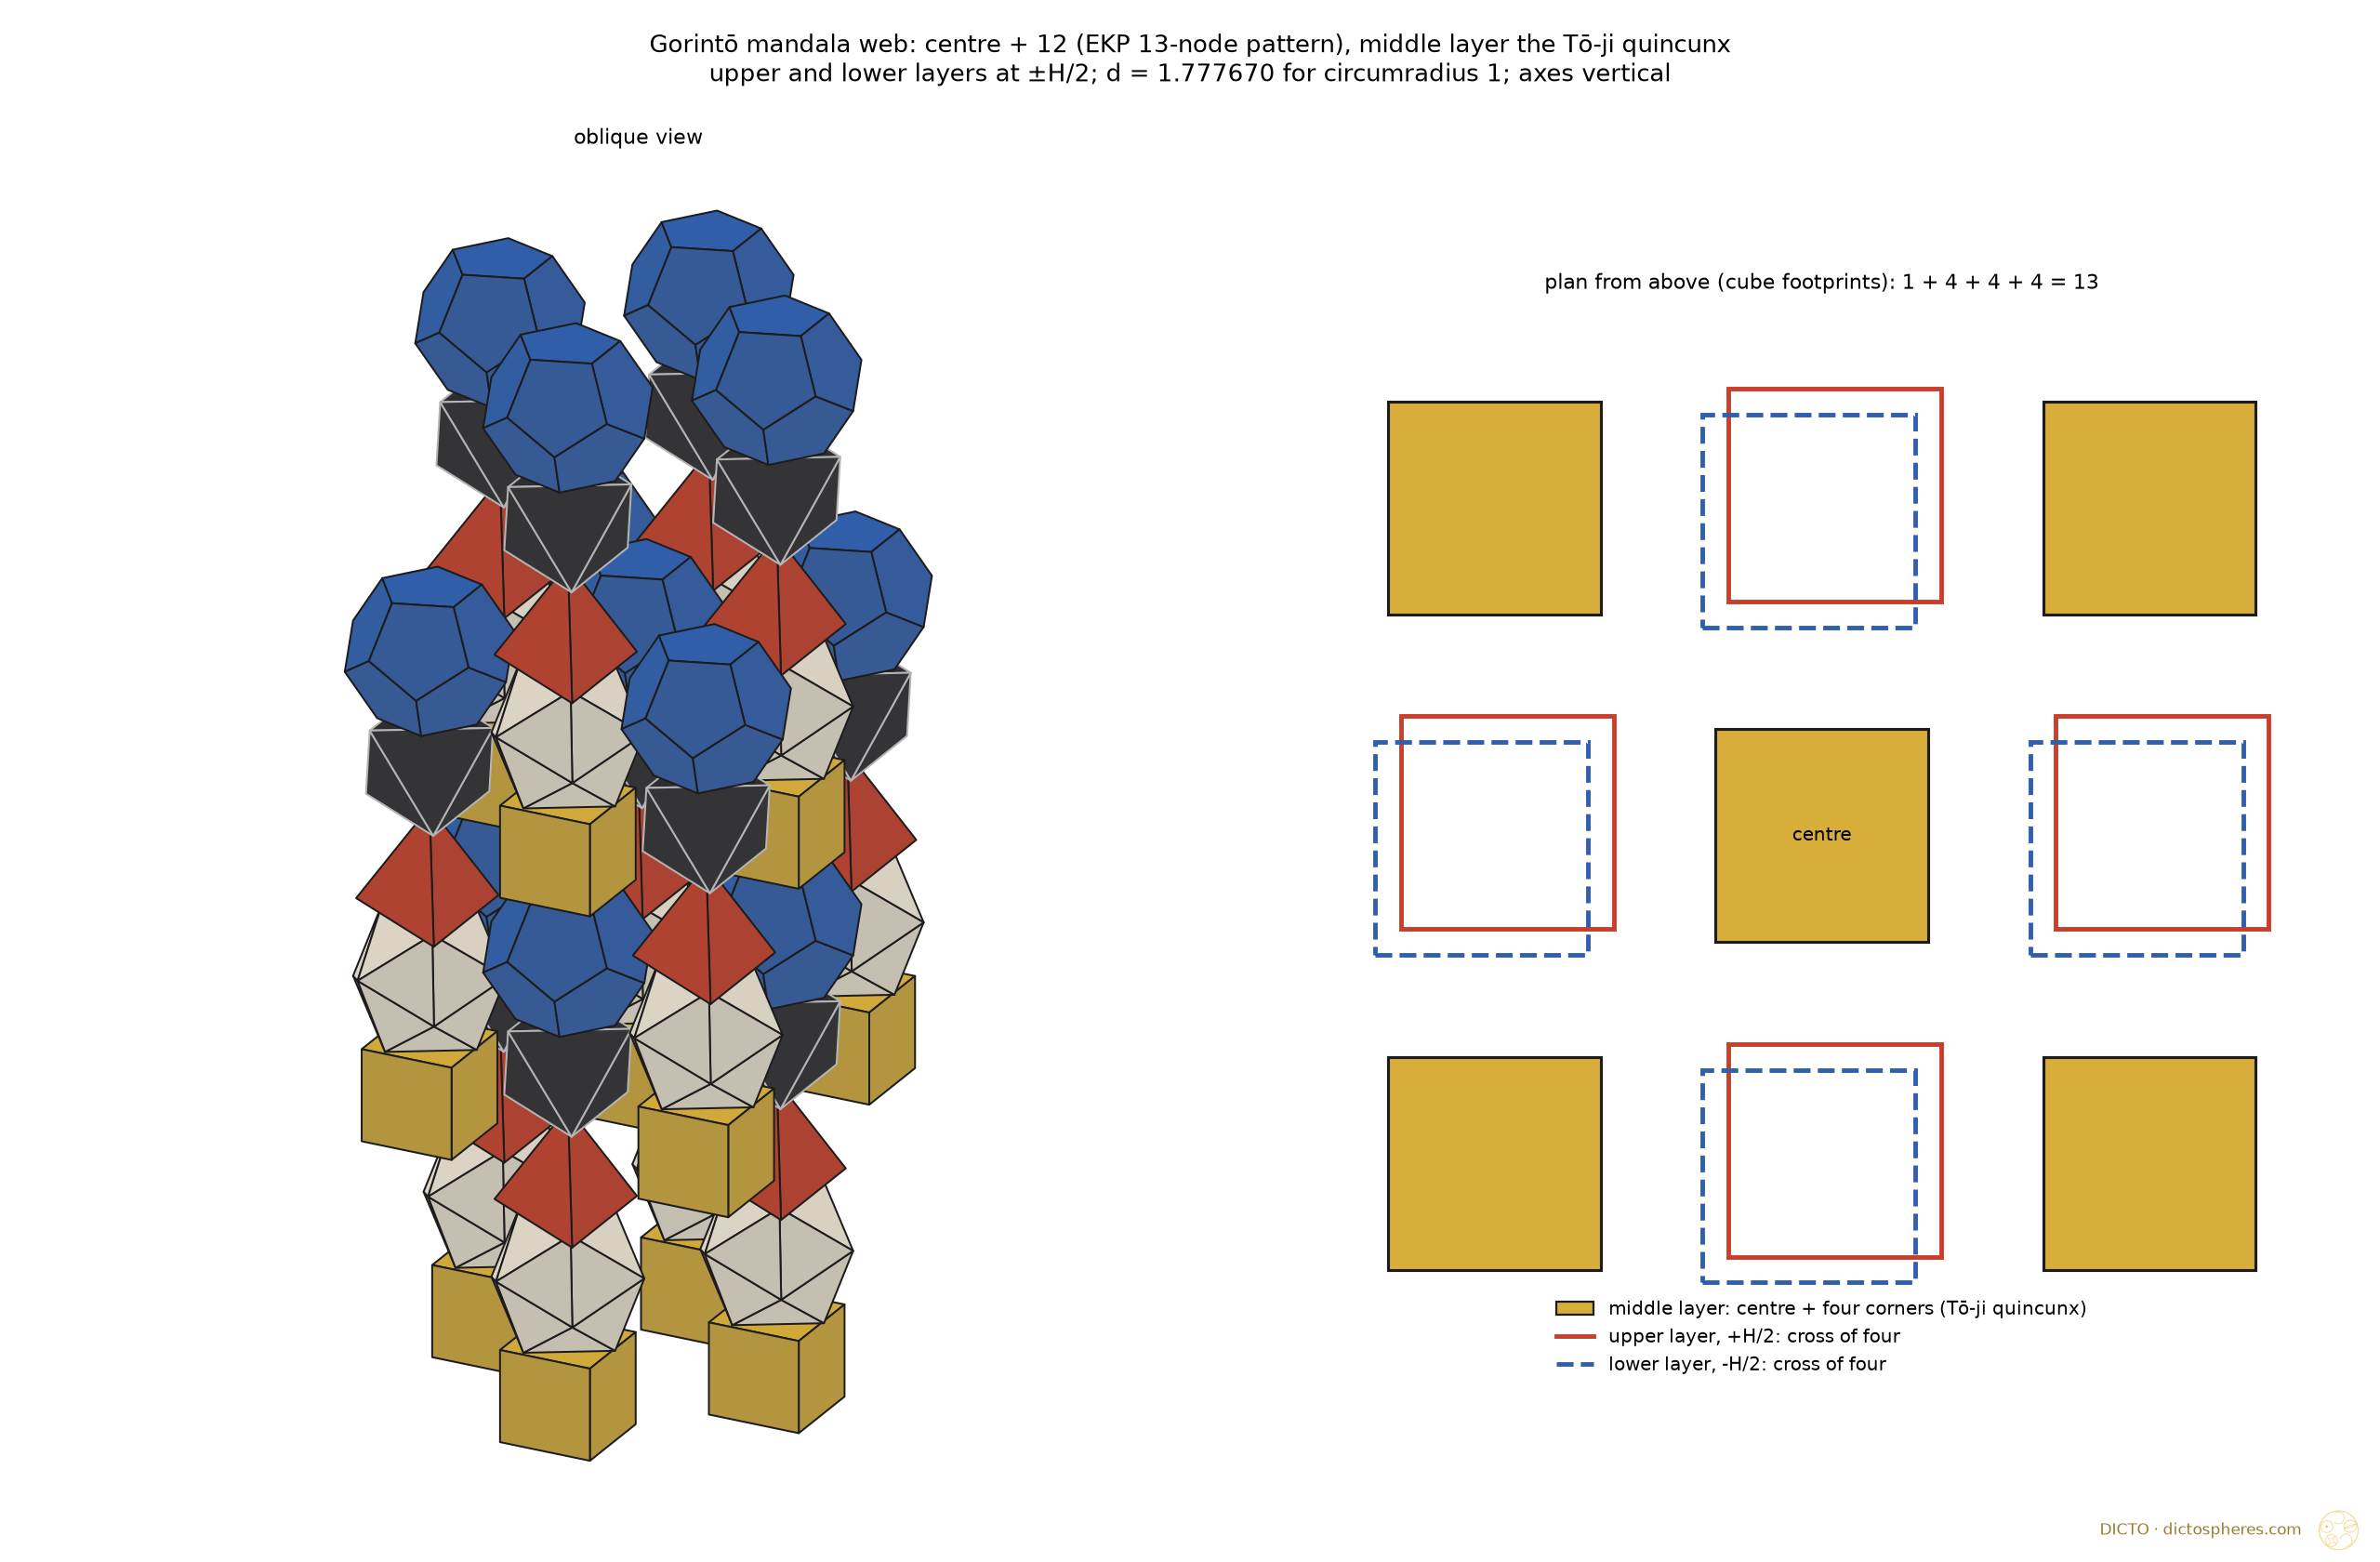 Gorintō mandala web: centre + 12 (EKP 13-node pattern), middle layer the Tō-ji quincunx
upper and lower layers at ±H/2; d = 1.777670 for circumradius 1; axes vertical
oblique view
plan from above (cube footprints): 1 + 4 + 4 + 4 = 13
centre
middle layer: centre + four corners (Tō-ji quincunx)
upper layer, +H/2: cross of four
lower layer, -H/2: cross of four
DICTO · dictospheres.com